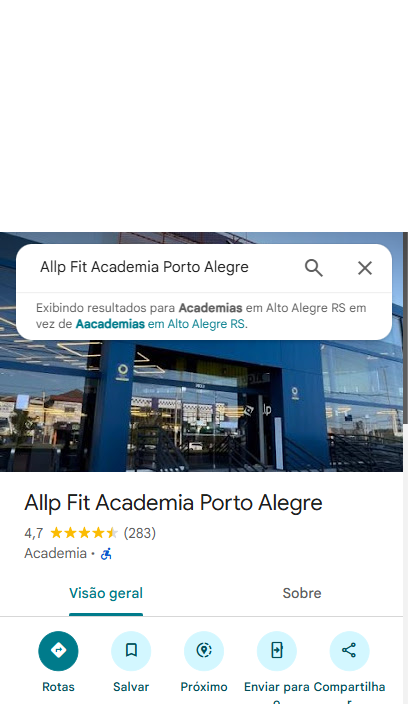 Allp Fit Academia Porto Alegre
Exibindo resultados para Academias em Alto Alegre RS em
vez de Aacademias em Alto Alegre RS.
lp
Allp Fit Academia Porto Alegre
4,7 (283)
Academia ·
Visão geral Sobre
Rotas Salvar Próximo Enviar para Compartilha